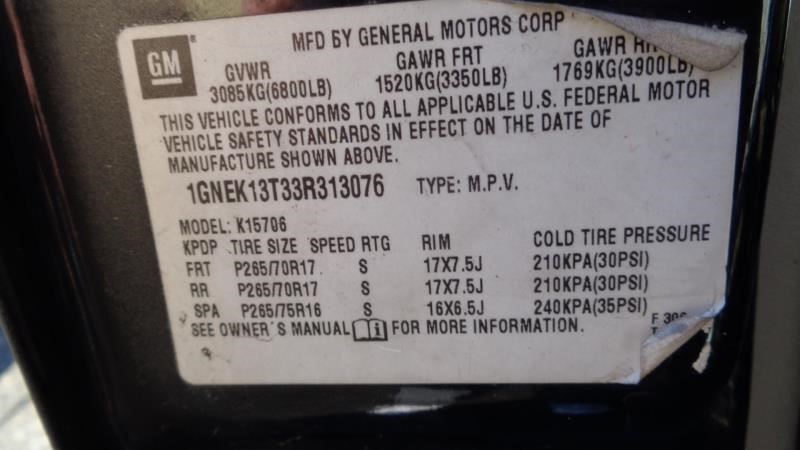 GM
MFD BY GENERAL MOTORS CORP
GVWR GAWR FRT GAWR
3085KG(6800LB) 1520KG(3350LB) 1769KG(3900LB)
THIS VEHICLE CONFORMS TO ALL APPLICABLE U.S. FEDERAL MOTOR
VEHICLE SAFETY STANDARDS IN EFFECT ON THE DATE OF
MANUFACTURE SHOWN ABOVE.
1GNEK13T33R313076 TYPE: M.P.V.
MODEL: K15706
KPDP TIRE SIZE SPEED RTG RIM COLD TIRE PRESSURE
FRT P265/70R17 S 17X7.5J 210KPA(30PSI)
RR P265/70R17 S 17X7.5J 210KPA(30PSI)
SPA P265/75R16 S 16X6.5J 240KPA(35PSI)
SEE OWNER'S MANUAL FOR MORE INFORMATION.